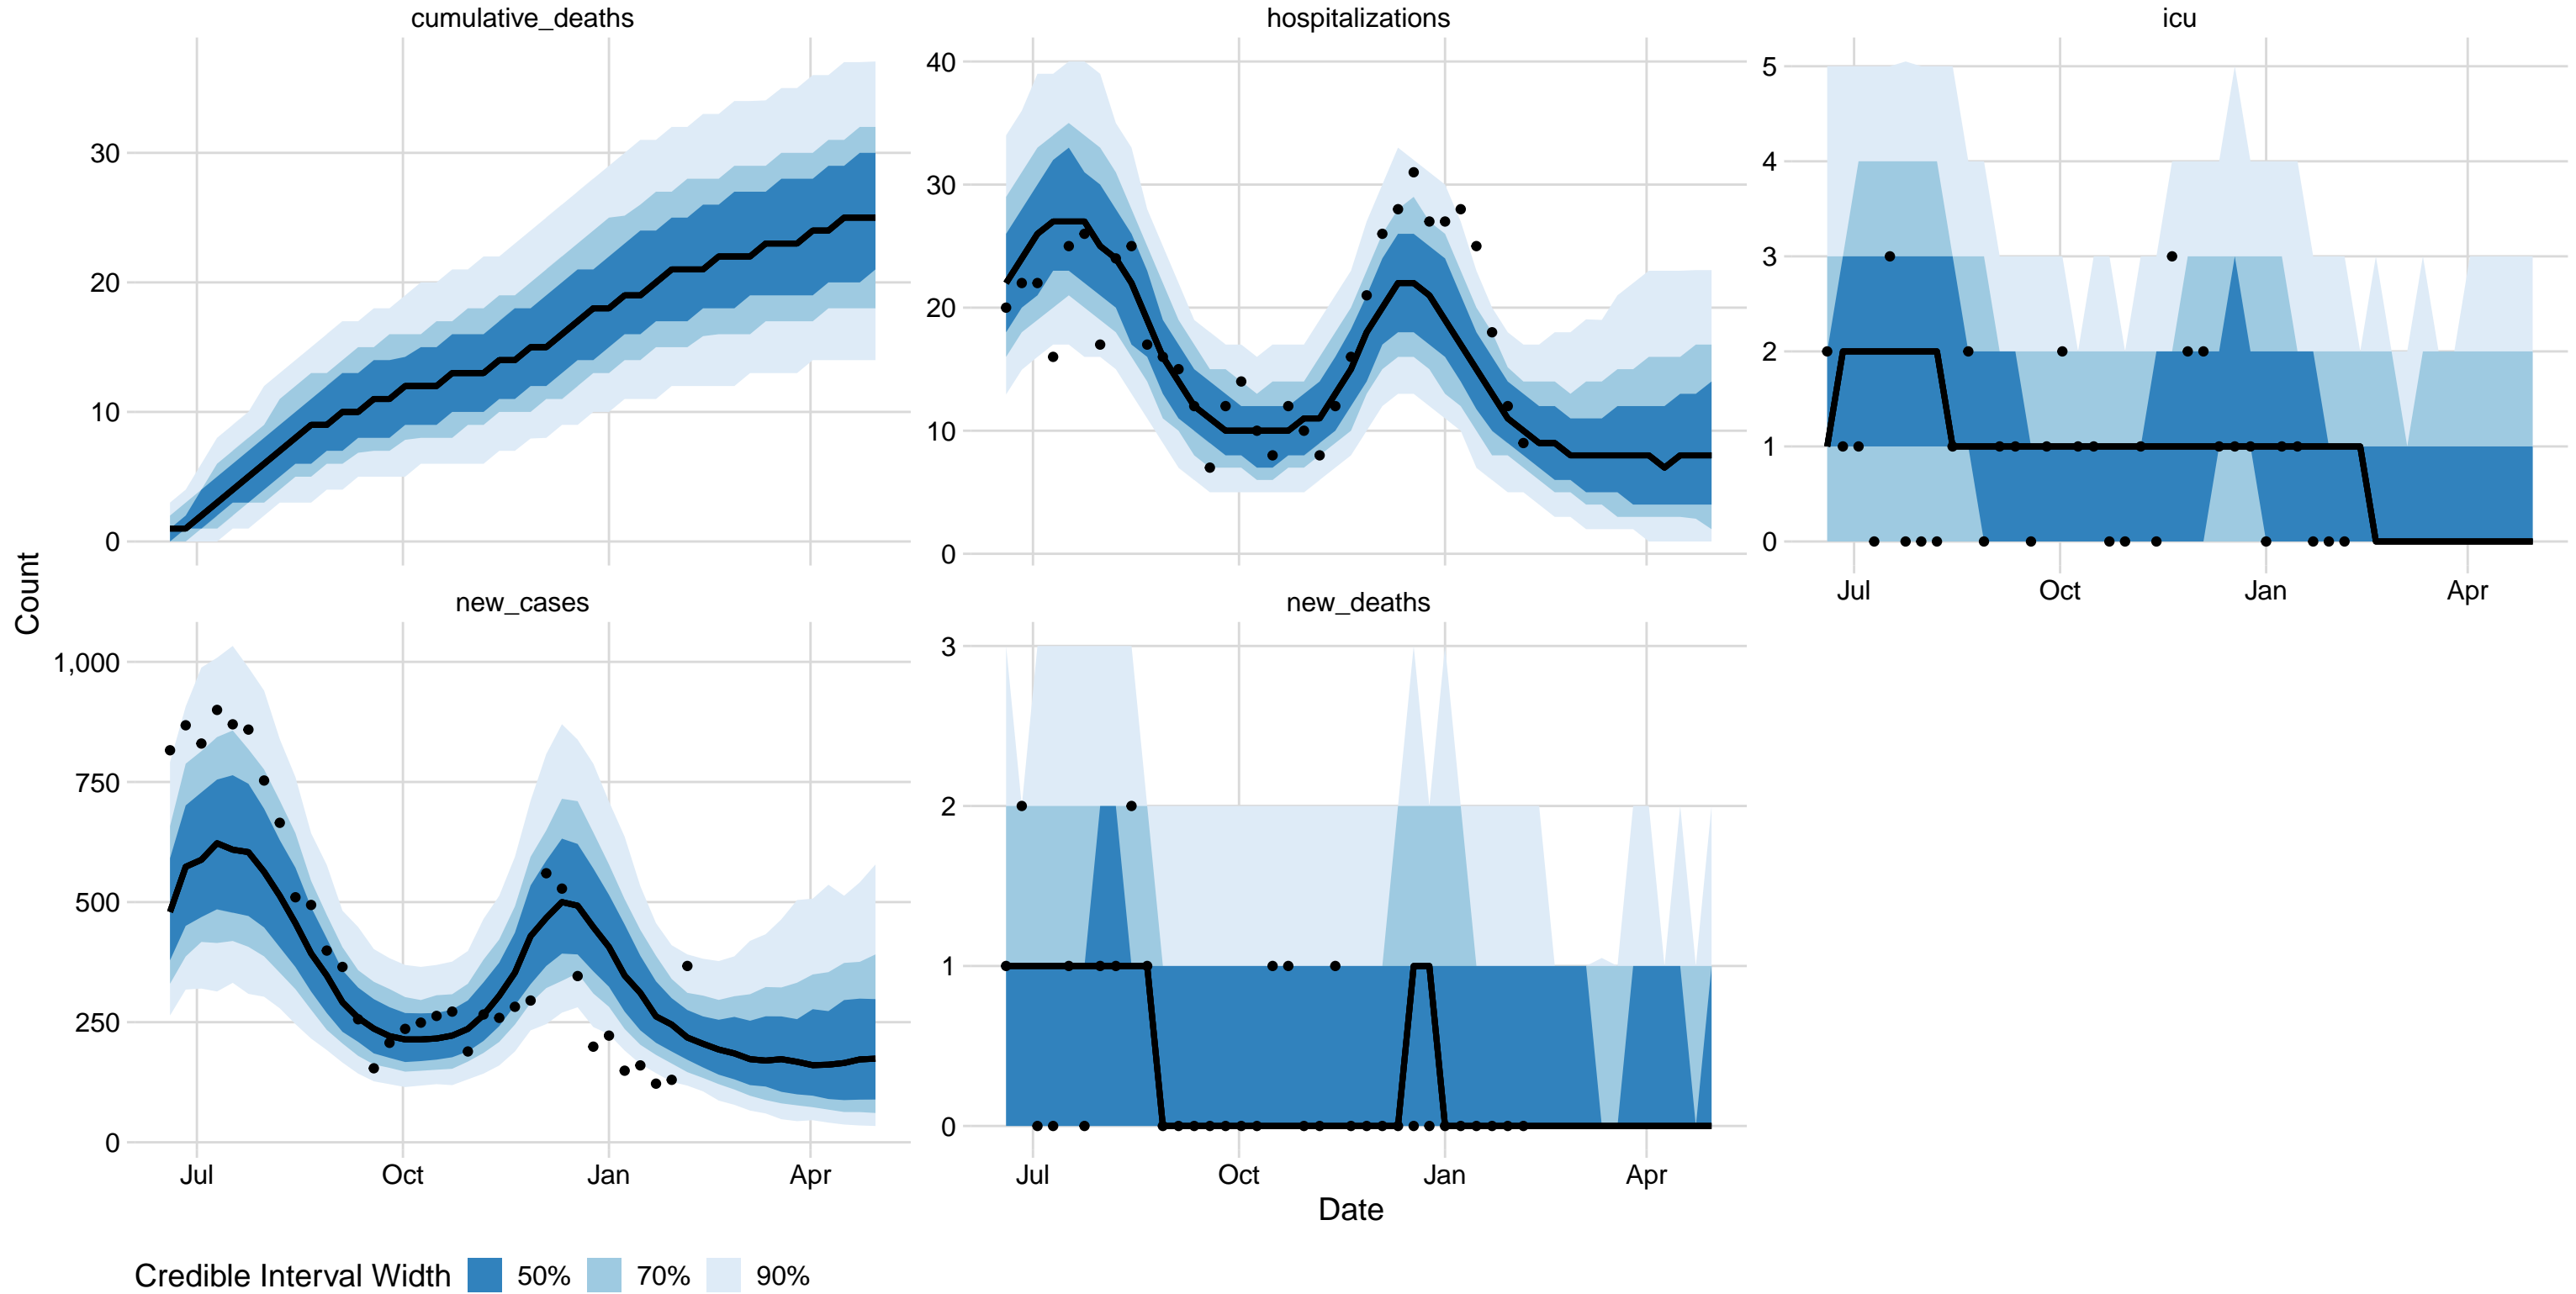 cumulative_deaths
hospitalizations
icu
30
20
10
0
40
30
20
10
0
5
4
3
2
1
0
Jul Oct Jan Apr
Count
new_cases
new_deaths
1,000
750
500
250
0
3
2
1
0
Jul Oct Jan Apr
Jul Oct Jan Apr
Date
Credible Interval Width 50% 70% 90%